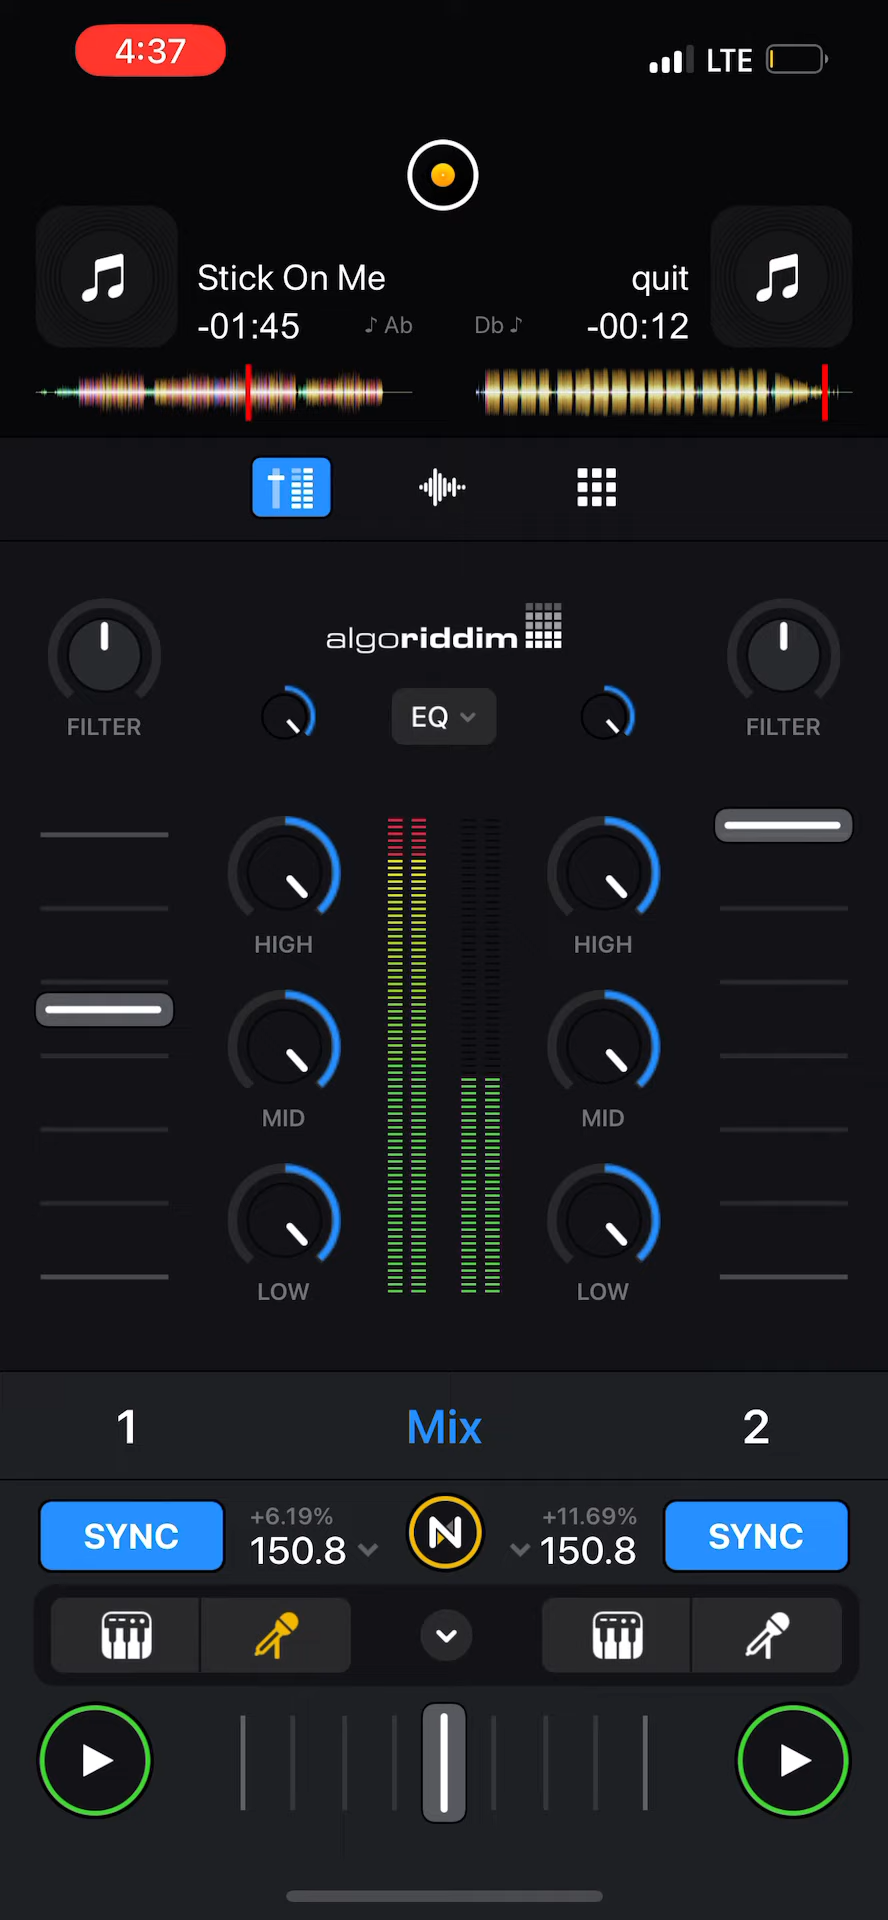 4:37
LTE
Stick On Me
quit
-01:45
♪ Ab
Db ♪
-00:12
algoriddim
FILTER
EQ
FILTER
HIGH
HIGH
MID
MID
LOW
LOW
1
Mix
2
SYNC
+6.19%
150.8
N
+11.69%
150.8
SYNC